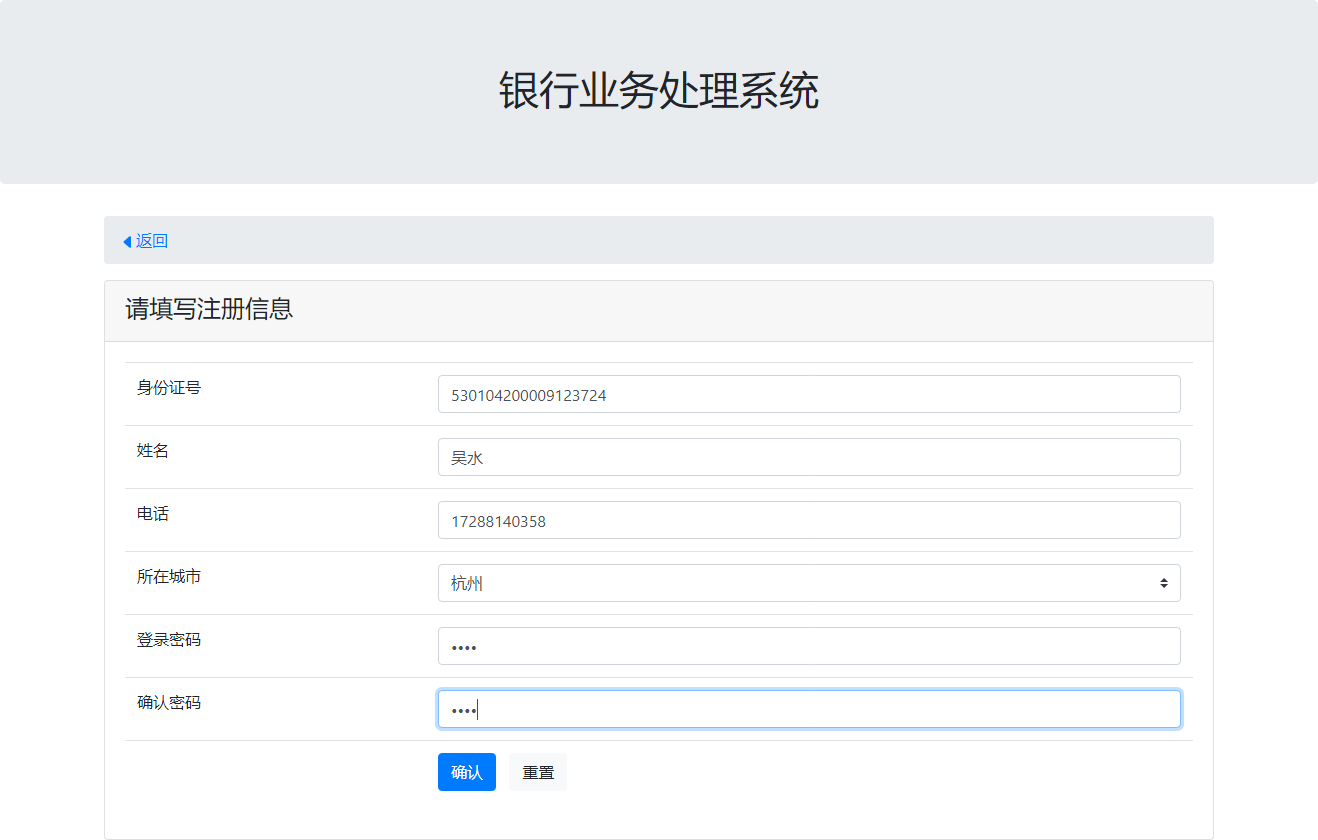 银行业务处理系统
返回
请填写注册信息
身份证号 530104200009123724
姓名 吴水
电话 17288140358
所在城市 杭州
登录密码 ••••
确认密码 ••••
确认 重置